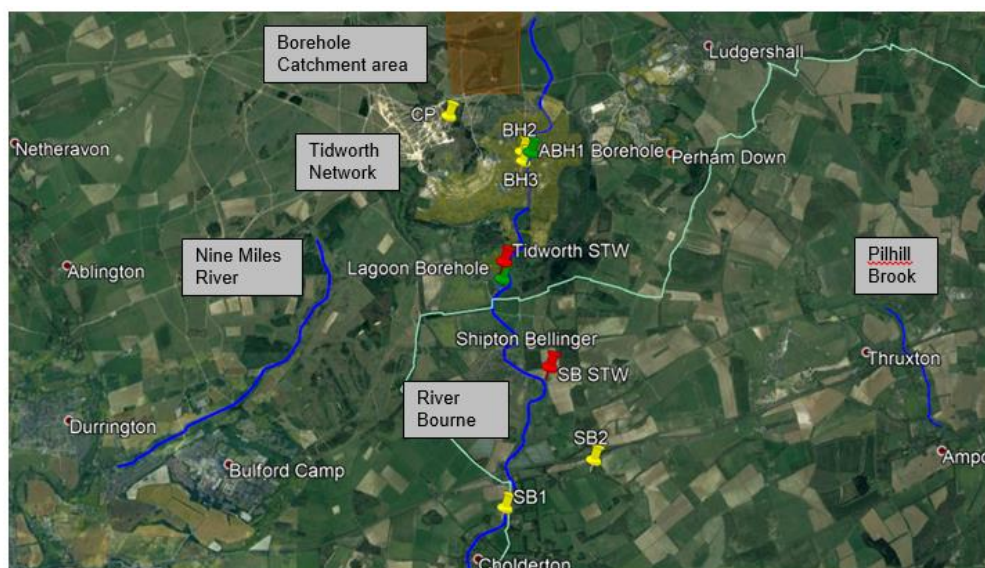 Borehole
Catchment area
Ludgershall
CP
Netheravon
BH2
ABH1 Borehole
Perham Down
Tidworth
Network
BH3
Nine Miles
River
Tidworth STW
Pilhill
Brook
Ablington
Lagoon Borehole
Shipton Bellinger
Thruxton
SB STW
River
Bourne
Durrington
SB2
Bulford Camp
Ampo
SB1
Cholderton